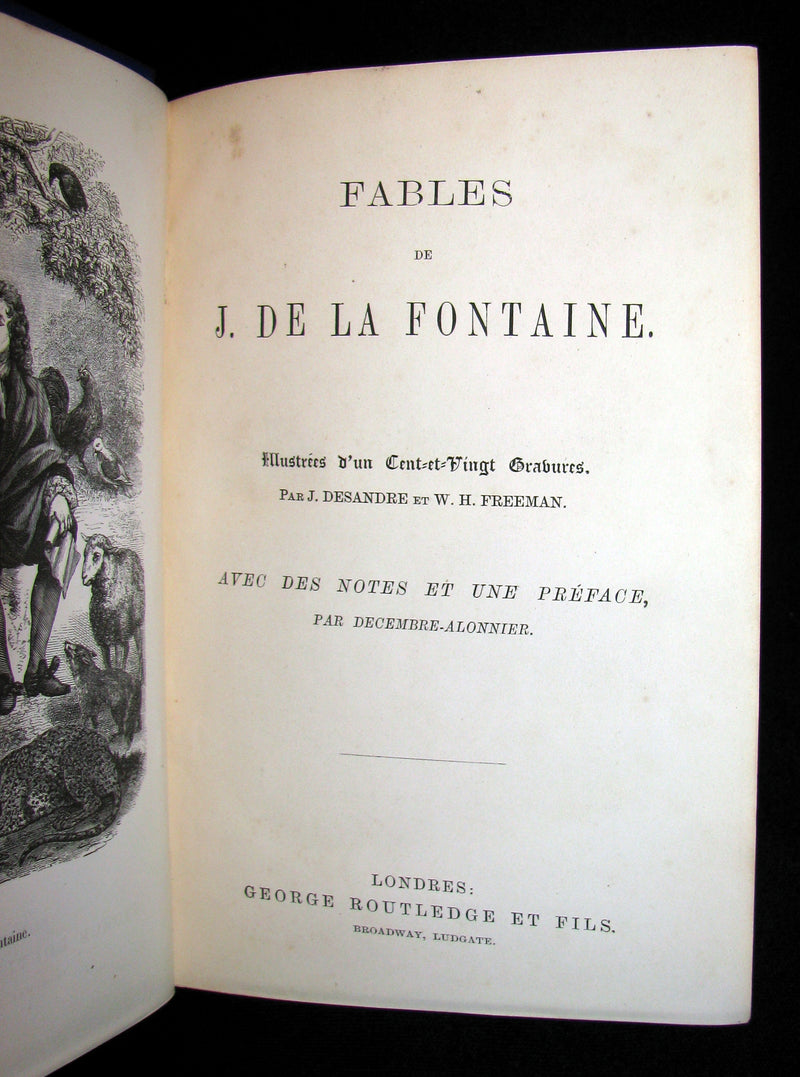 FABLES
DE
J. DE LA FONTAINE.
Illustrées d'un Cent-et-Vingt Gravures.
PAR J. DESANDRE ET W. H. FREEMAN.
AVEC DES NOTES ET UNE PRÉFACE,
PAR DECEMBRE-ALONNIER.
LONDRES:
GEORGE ROUTLEDGE ET FILS.
BROADWAY, LUDGATE.